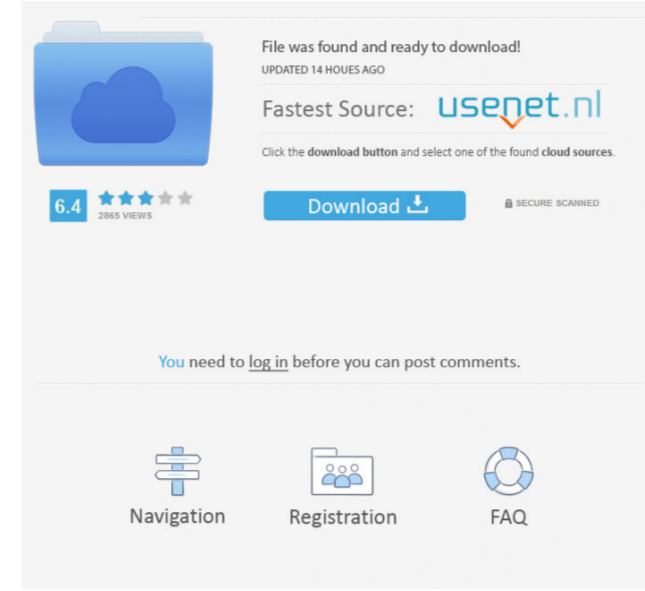 File was found and ready to download!
UPDATED 14 HOUES AGO
Fastest Source: usenet.nl
Click the download button and select one of the found cloud sources.
6.4
2865 VIEWS
Download
SECURE SCANNED
You need to log in before you can post comments.
Navigation
Registration
FAQ